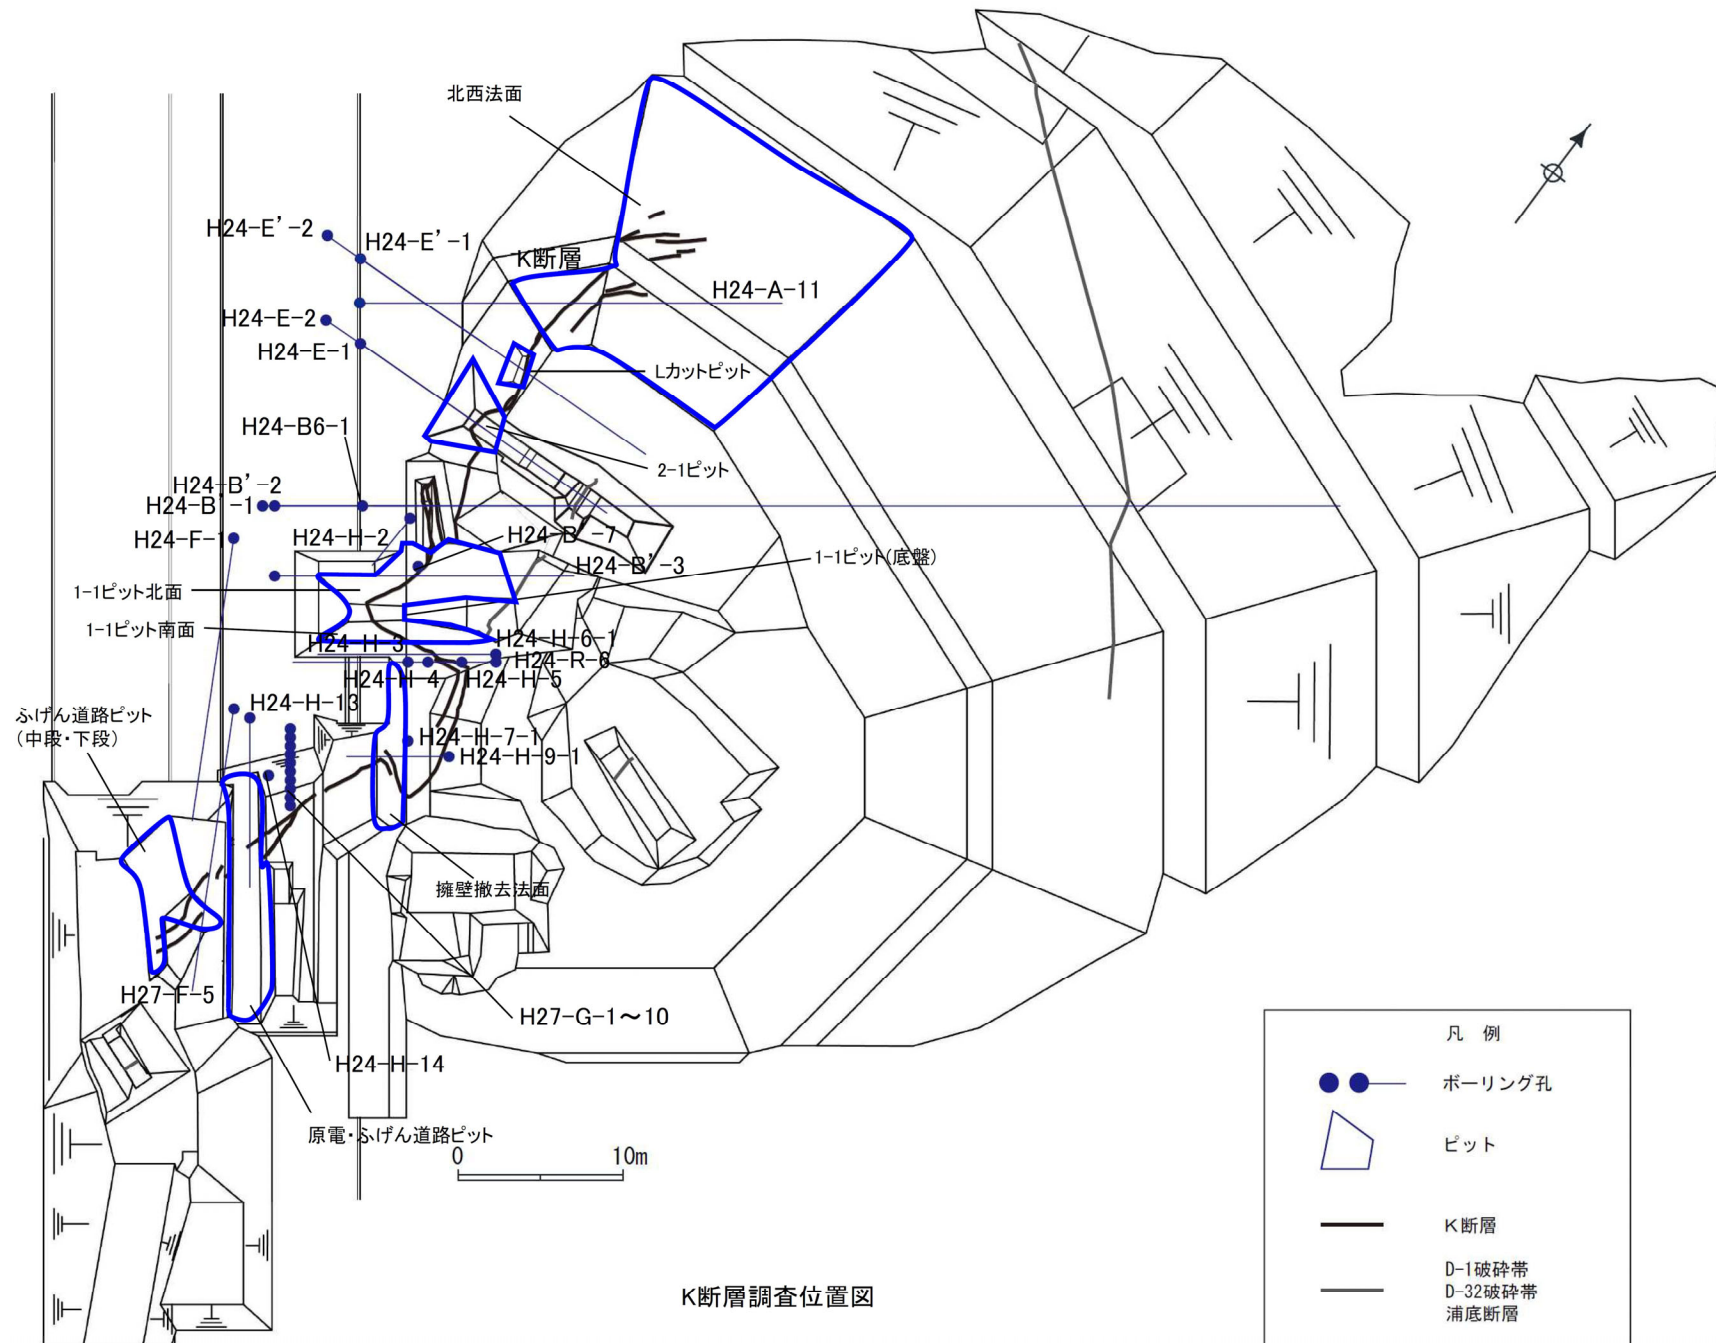 北西法面
H24-E'-2
H24-E'-1
K断層
H24-A-11
H24-E-2
H24-E-1
Lカットピット
H24-B6-1
2-1ピット
H24-B'-2
H24-B'-1
H24-F-1
H24-H-2
H24-B'-7
H24-B'-3
1-1ピット(底盤)
1-1ピット北面
1-1ピット南面
H24-H-3
H24-H-6-1
H24-R-6
H24-H-4
H24-H-5
H24-H-13
ふげん道路ピット
(中段・下段)
H24-H-7-1
H24-H-9-1
擁壁撤去法面
H27-F-5
H27-G-1～10
H24-H-14
原電・ふげん道路ピット
0 10m
K断層調査位置図
凡 例
ボーリング孔
ピット
K断層
D-1破砕帯
D-32破砕帯
浦底断層